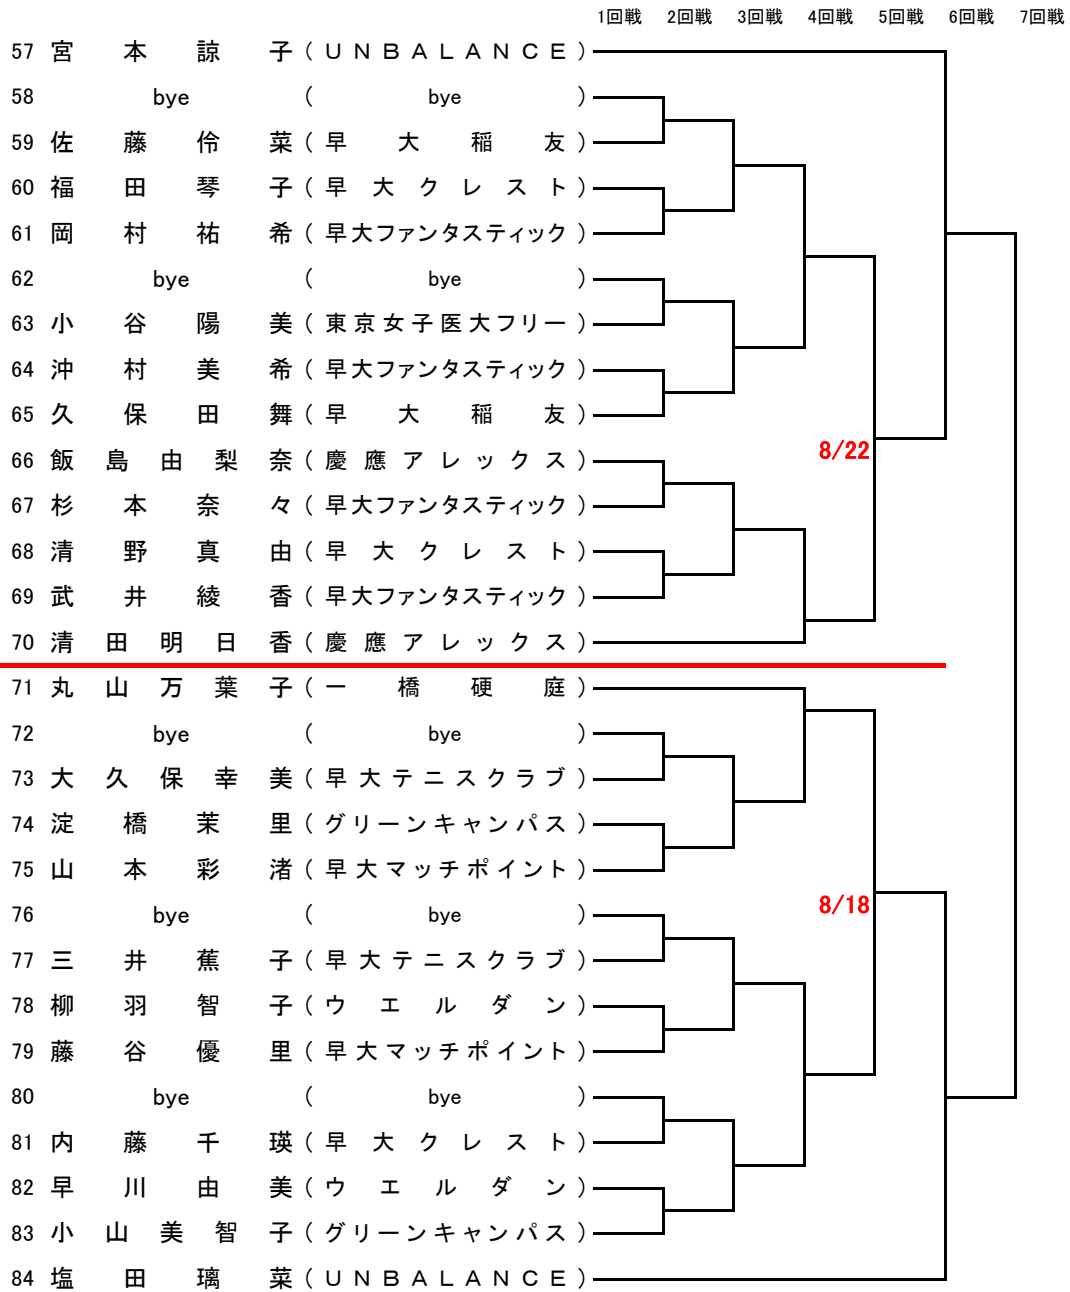 1回戦 2回戦 3回戦 4回戦 5回戦 6回戦 7回戦
57 宮本諒子 (UNBALANCE)
58 bye (bye)
59 佐藤伶菜 (早大稲友)
60 福田琴子 (早大クレスト)
61 岡村祐希 (早大ファンタスティック)
62 bye (bye)
63 小谷陽美 (東京女子医大フリー)
64 沖村美希 (早大ファンタスティック)
65 久保田舞 (早大稲友)
8/22
66 飯島由梨奈 (慶應アレックス)
67 杉本奈々 (早大ファンタスティック)
68 清野真由 (早大クレスト)
69 武井綾香 (早大ファンタスティック)
70 清田明日香 (慶應アレックス)
71 丸山万葉子 (一橋硬庭)
72 bye (bye)
73 大久保幸美 (早大テニスクラブ)
74 淀橋茉里 (グリーンキャンパス)
75 山本彩渚 (早大マッチポイント)
8/18
76 bye (bye)
77 三井蕉子 (早大テニスクラブ)
78 柳羽智子 (ウエルダン)
79 藤谷優里 (早大マッチポイント)
80 bye (bye)
81 内藤千瑛 (早大クレスト)
82 早川由美 (ウエルダン)
83 小山美智子 (グリーンキャンパス)
84 塩田璃菜 (UNBALANCE)